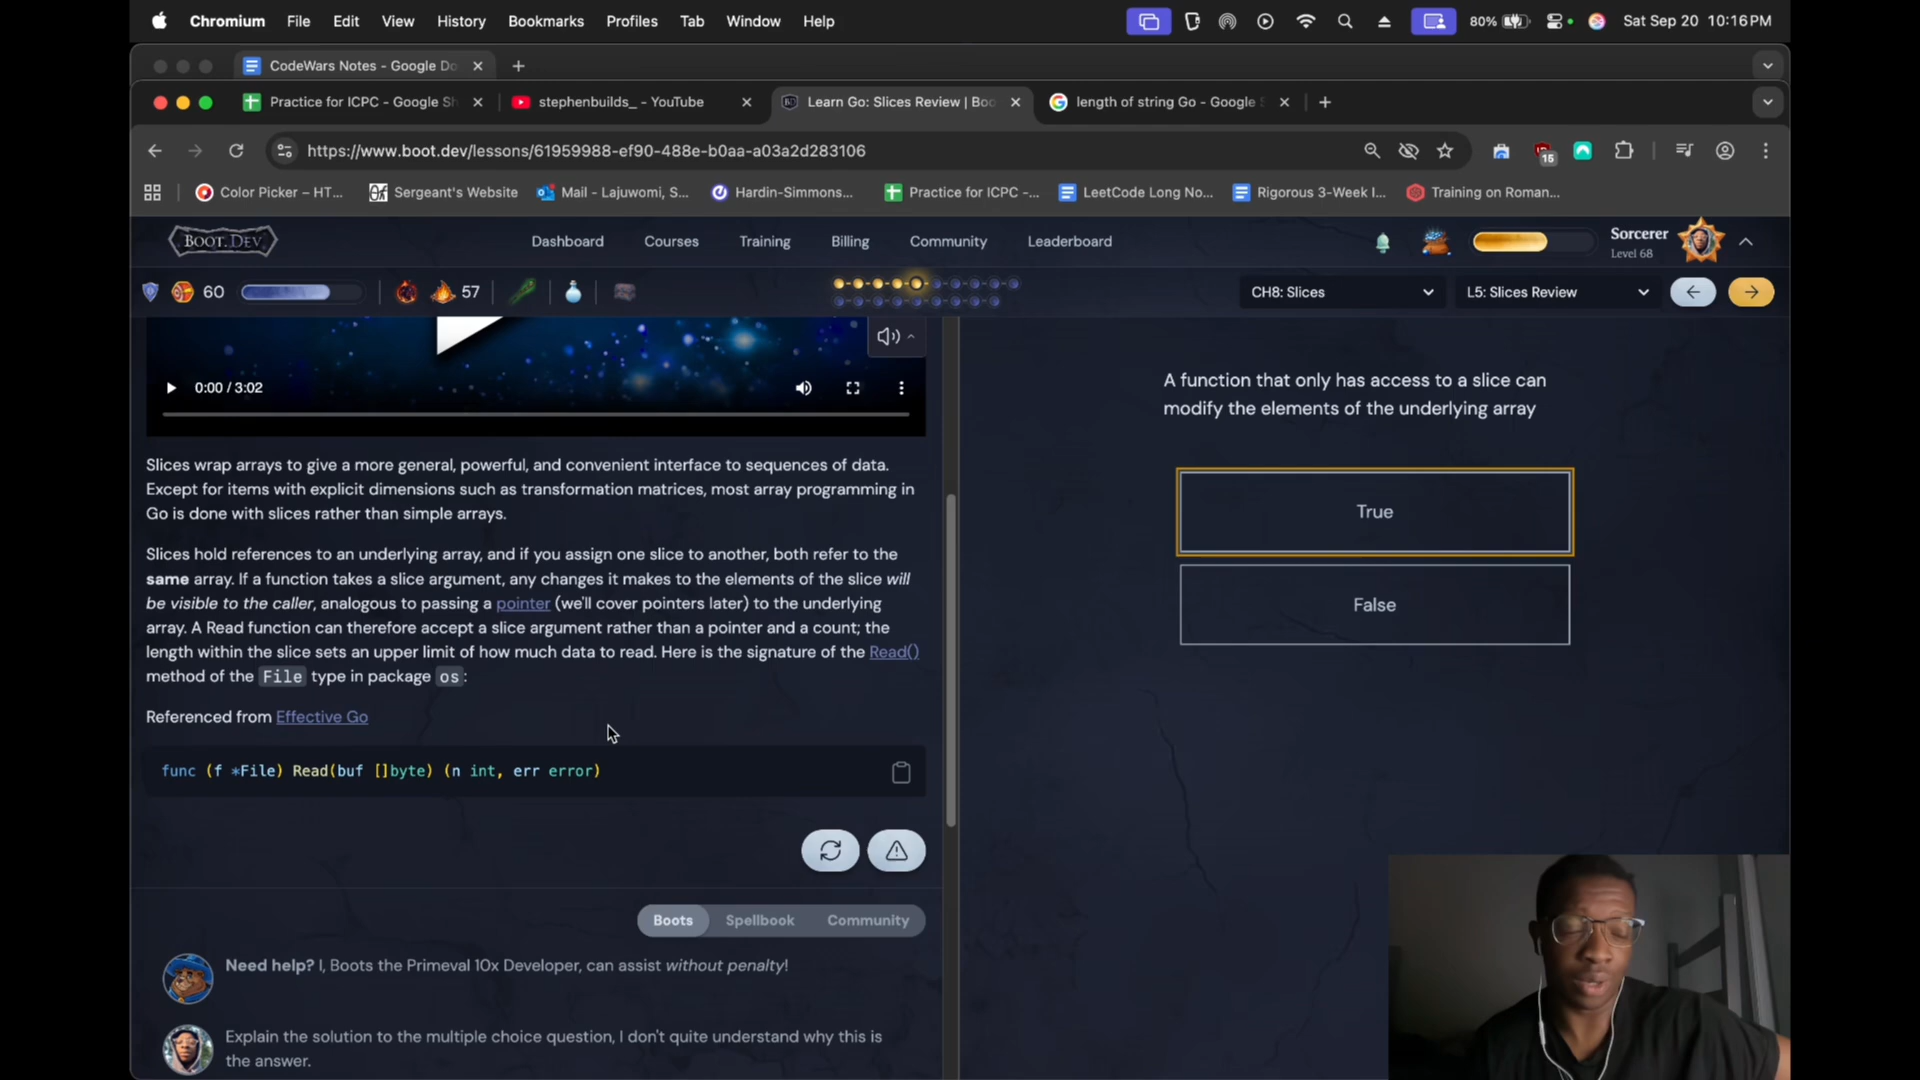 Chromium File Edit View History Bookmarks Profiles Tab Window Help 80% Sat Sep 20 10:16 PM
CodeWars Notes - Google Do
Practice for ICPC - Google Sh stephenbuilds_ - YouTube Learn Go: Slices Review | Boo length of string Go - Google S
https://www.boot.dev/lessons/61959988-ef90-488e-b0aa-a03a2d283106 15
Color Picker – HT... Sergeant's Website Mail - Lajuwomi, S... Hardin-Simmons... Practice for ICPC -... LeetCode Long No... Rigorous 3-Week I... Training on Roman...
BOOT.DEV Dashboard Courses Training Billing Community Leaderboard Sorcerer
Level 68
60 57 CH8: Slices L5: Slices Review
0:00 / 3:02
Slices wrap arrays to give a more general, powerful, and convenient interface to sequences of data.
Except for items with explicit dimensions such as transformation matrices, most array programming in
Go is done with slices rather than simple arrays.
Slices hold references to an underlying array, and if you assign one slice to another, both refer to the
same array. If a function takes a slice argument, any changes it makes to the elements of the slice will
be visible to the caller, analogous to passing a pointer (we'll cover pointers later) to the underlying
array. A Read function can therefore accept a slice argument rather than a pointer and a count; the
length within the slice sets an upper limit of how much data to read. Here is the signature of the Read()
method of the File type in package os:
Referenced from Effective Go
func (f *File) Read(buf []byte) (n int, err error)
Boots Spellbook Community
Need help? I, Boots the Primeval 10x Developer, can assist without penalty!
Explain the solution to the multiple choice question, I don't quite understand why this is
the answer.
A function that only has access to a slice can
modify the elements of the underlying array
True
False